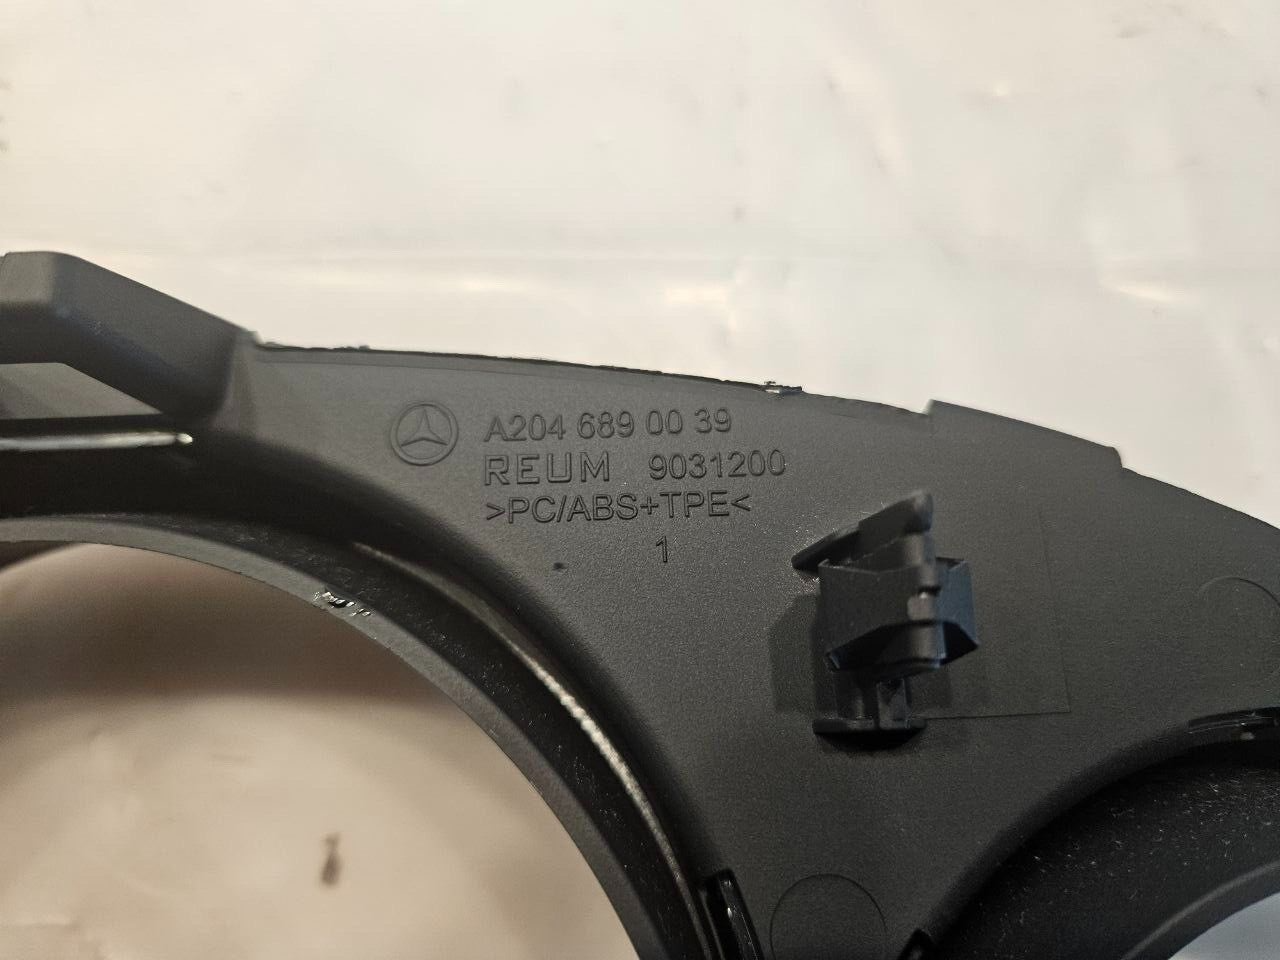 A204 689 00 39
REUM 9031200
>PC/ABS+TPE<
1